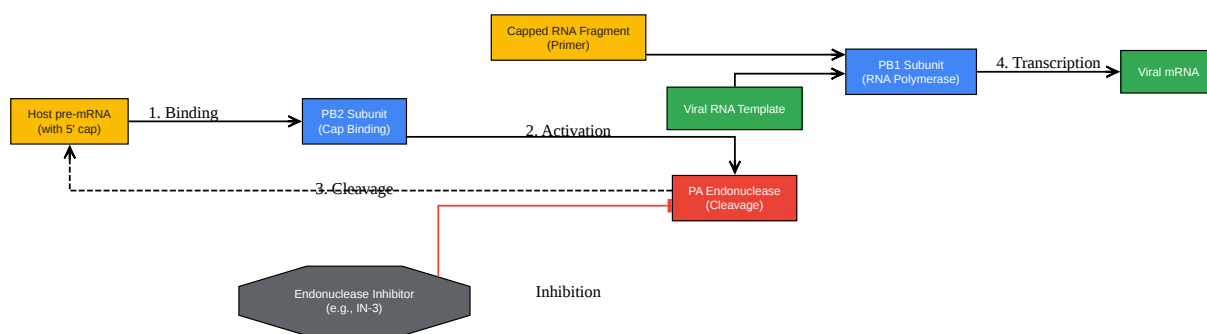 Capped RNA Fragment
(Primer)
PB1 Subunit
(RNA Polymerase)
4. Transcription
Viral mRNA
Host pre-mRNA
(with 5' cap)
1. Binding
PB2 Subunit
(Cap Binding)
Viral RNA Template
2. Activation
3. Cleavage
PA Endonuclease
(Cleavage)
Endonuclease Inhibitor
(e.g., IN-3)
Inhibition